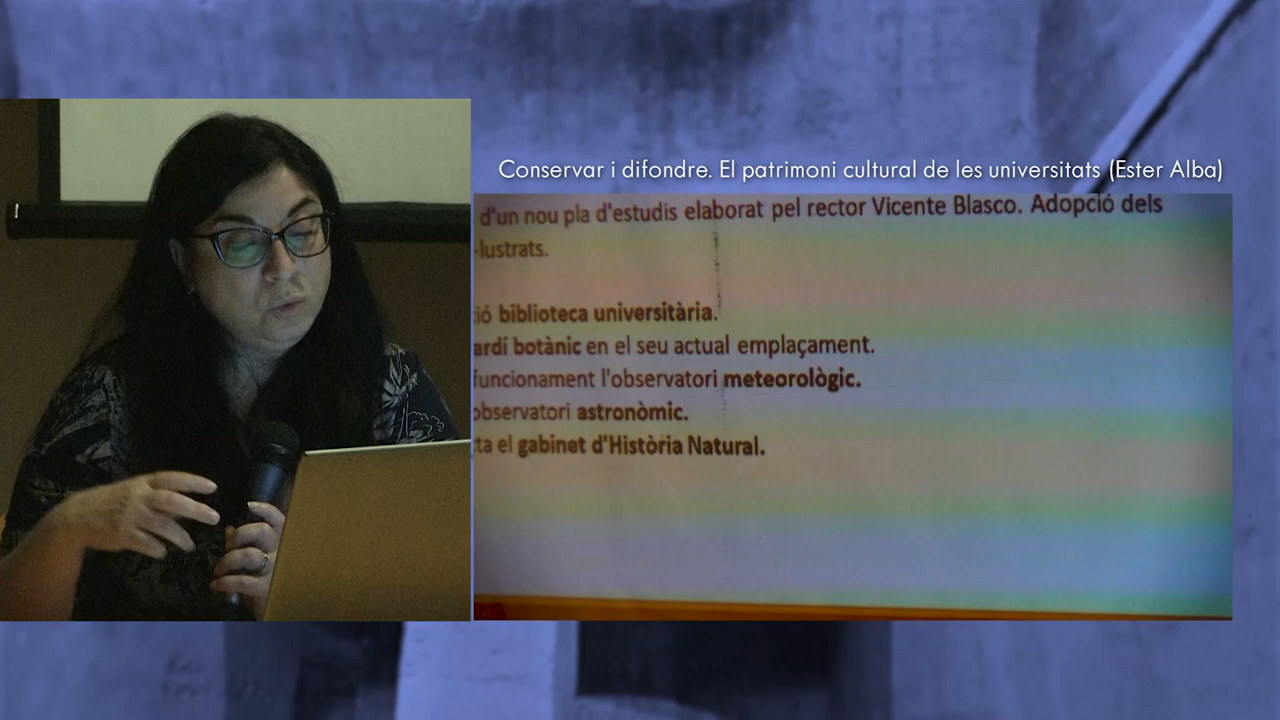 Conservar i difondre. El patrimoni cultural de les universitats (Ester Alba)
d'un nou pla d'estudis elaborat pel rector Vicente Blasco. Adopció dels
-lustrats.
ió biblioteca universitària.
ardí botànic en el seu actual emplaçament.
funcionament l'observatori meteorològic.
observatori astronòmic.
ta el gabinet d'Història Natural.